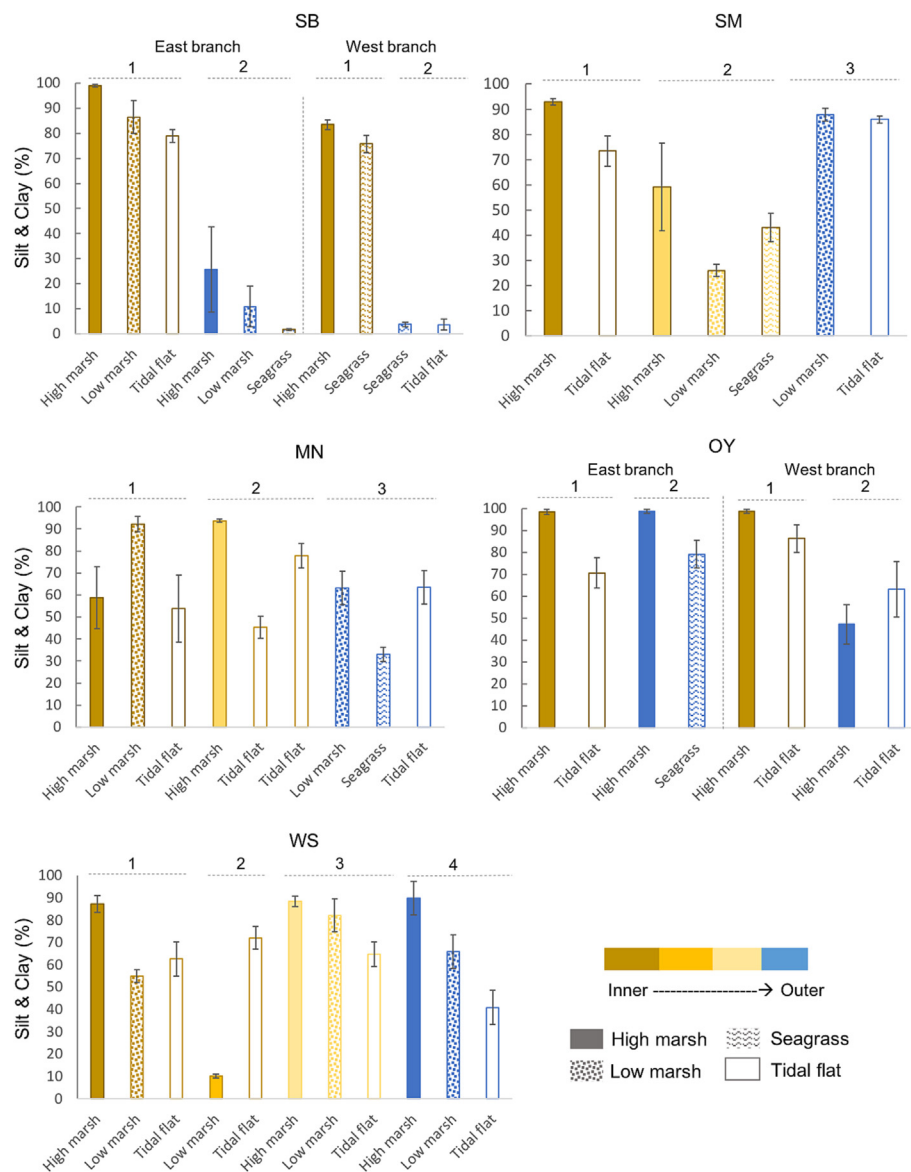 SB
East branch
West branch
1
2
1
2
100
90
80
70
60
50
40
30
20
10
0
Silt & Clay (%)
High marsh
Low marsh
Tidal flat
High marsh
Low marsh
Seagrass
High marsh
Seagrass
Seagrass
Tidal flat
SM
1
2
3
100
90
80
70
60
50
40
30
20
10
0
High marsh
Tidal flat
High marsh
Low marsh
Seagrass
Low marsh
Tidal flat
MN
1
2
3
100
90
80
70
60
50
40
30
20
10
0
Silt & Clay (%)
High marsh
Low marsh
Tidal flat
High marsh
Tidal flat
Tidal flat
Low marsh
Seagrass
Tidal flat
OY
East branch
West branch
1
2
1
2
100
90
80
70
60
50
40
30
20
10
0
High marsh
Tidal flat
High marsh
Seagrass
High marsh
Tidal flat
High marsh
Tidal flat
WS
1
2
3
4
100
90
80
70
60
50
40
30
20
10
0
Silt & Clay (%)
High marsh
Low marsh
Tidal flat
Low marsh
Tidal flat
High marsh
Low marsh
Tidal flat
High marsh
Low marsh
Tidal flat
Inner -----------------→ Outer
High marsh
Seagrass
Low marsh
Tidal flat